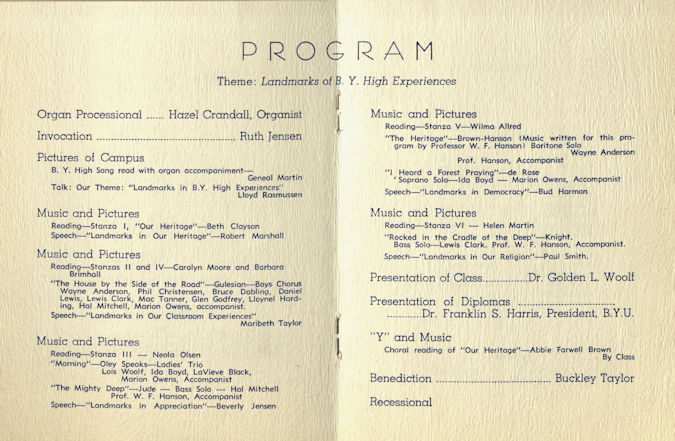 PROGRAM
Theme: Landmarks of B. Y. High Experiences
Organ Processional ...... Hazel Crandall, Organist
Invocation ........................................ Ruth Jensen
Pictures of Campus
B. Y. High Song read with organ accompaniment—
Geneal Martin
Talk: Our Theme: "Landmarks in B.Y. High Experiences"
Lloyd Rasmussen
Music and Pictures
Reading—Stanza I, "Our Heritage"—Beth Clayson
Speech—"Landmarks in Our Heritage"—Robert Marshall
Music and Pictures
Reading—Stanzas II and IV—Carolyn Moore and Barbara
Brimhall
"The House by the Side of the Road"—Gulesian—Boys Chorus
Wayne Anderson, Phil Christensen, Bruce Dabling, Daniel
Lewis, Lewis Clark, Mac Tanner, Glen Godfrey, Lloynel Hard-
ing, Hal Mitchell, Marion Owens, accompanist.
Speech—"Landmarks in Our Classroom Experiences"
Maribeth Taylor
Music and Pictures
Reading—Stanza III — Neola Olsen
"Morning"—Oley Speaks—Ladies' Trio
Lois Woolf, Ida Boyd, LaVieve Black,
Marion Owens, Accompanist
"The Mighty Deep"—Jude — Bass Solo — Hal Mitchell
Prof. W. F. Hanson, Accompanist
Speech—"Landmarks in Appreciation"—Beverly Jensen
Music and Pictures
Reading—Stanza V—Wilma Allred
"The Heritage"—Brown-Hanson (Music written for this pro-
gram by Professor W. F. Hanson) Baritone Solo
Wayne Anderson
Prof. Hanson, Accompanist
"I Heard a Forest Praying"—de Rose
'Soprano Solo—Ida Boyd — Marion Owens, Accompanist
Speech—"Landmarks in Democracy"—Bud Harmon
Music and Pictures
Reading—Stanza VI — Helen Martin
"Rocked in the Cradle of the Deep"—Knight.
Bass Solo—Lewis Clark. Prof. W. F. Hanson, Accompanist.
Speech—"Landmarks in Our Religion"—Paul Smith.
Presentation of Class.............Dr. Golden L. Woolf
Presentation of Diplomas ............................
..........Dr. Franklin S. Harris, President, B.Y.U.
"Y" and Music
Choral reading of "Our Heritage"—Abbie Farwell Brown
By Class
Benediction ................................. Buckley Taylor
Recessional